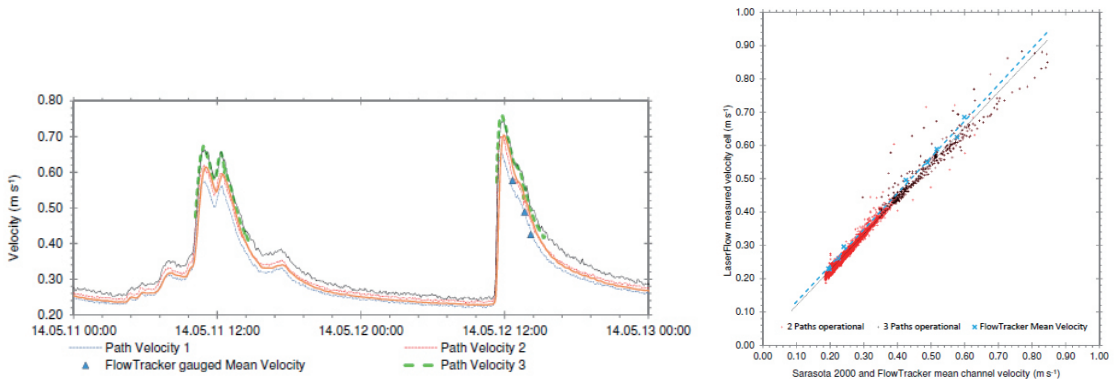 0.80
0.70
0.60
0.50
0.40
0.30
0.20
Velocity (m s⁻¹)
14.05.11 00:00 14.05.11 12:00 14.05.12 00:00 14.05.12 12:00 14.05.13 00:00
Path Velocity 1 Path Velocity 2
FlowTracker gauged Mean Velocity Path Velocity 3
1.00
0.90
0.80
0.70
0.60
0.50
0.40
0.30
0.20
0.10
0.00
LaserFlow measured velocity cell (m s⁻¹)
2 Paths operational 3 Paths operational FlowTracker Mean Velocity
0.00 0.10 0.20 0.30 0.40 0.50 0.60 0.70 0.80 0.90 1.00
Sarasota 2000 and FlowTracker mean channel velocity (m s⁻¹)